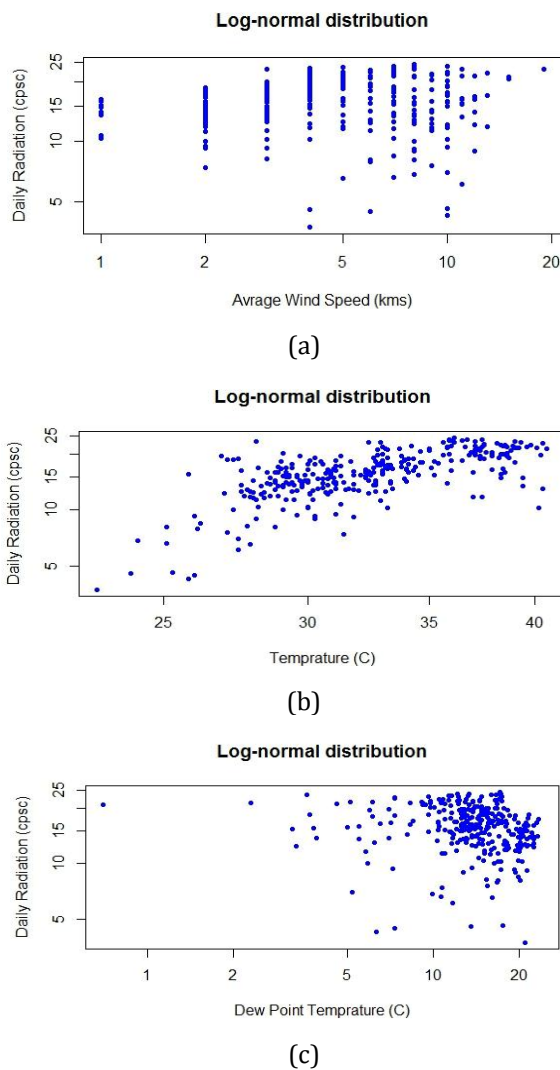 Log-normal distribution
Daily Radiation (cpsc)
25
15
10
5
1 2 5 10 20
Avrage Wind Speed (kms)
(a)
Log-normal distribution
Daily Radiation (cpsc)
25
15
10
5
25 30 35 40
Temprature (C)
(b)
Log-normal distribution
Daily Radiation (cpsc)
25
15
10
5
1 2 5 10 20
Dew Point Temprature (C)
(c)